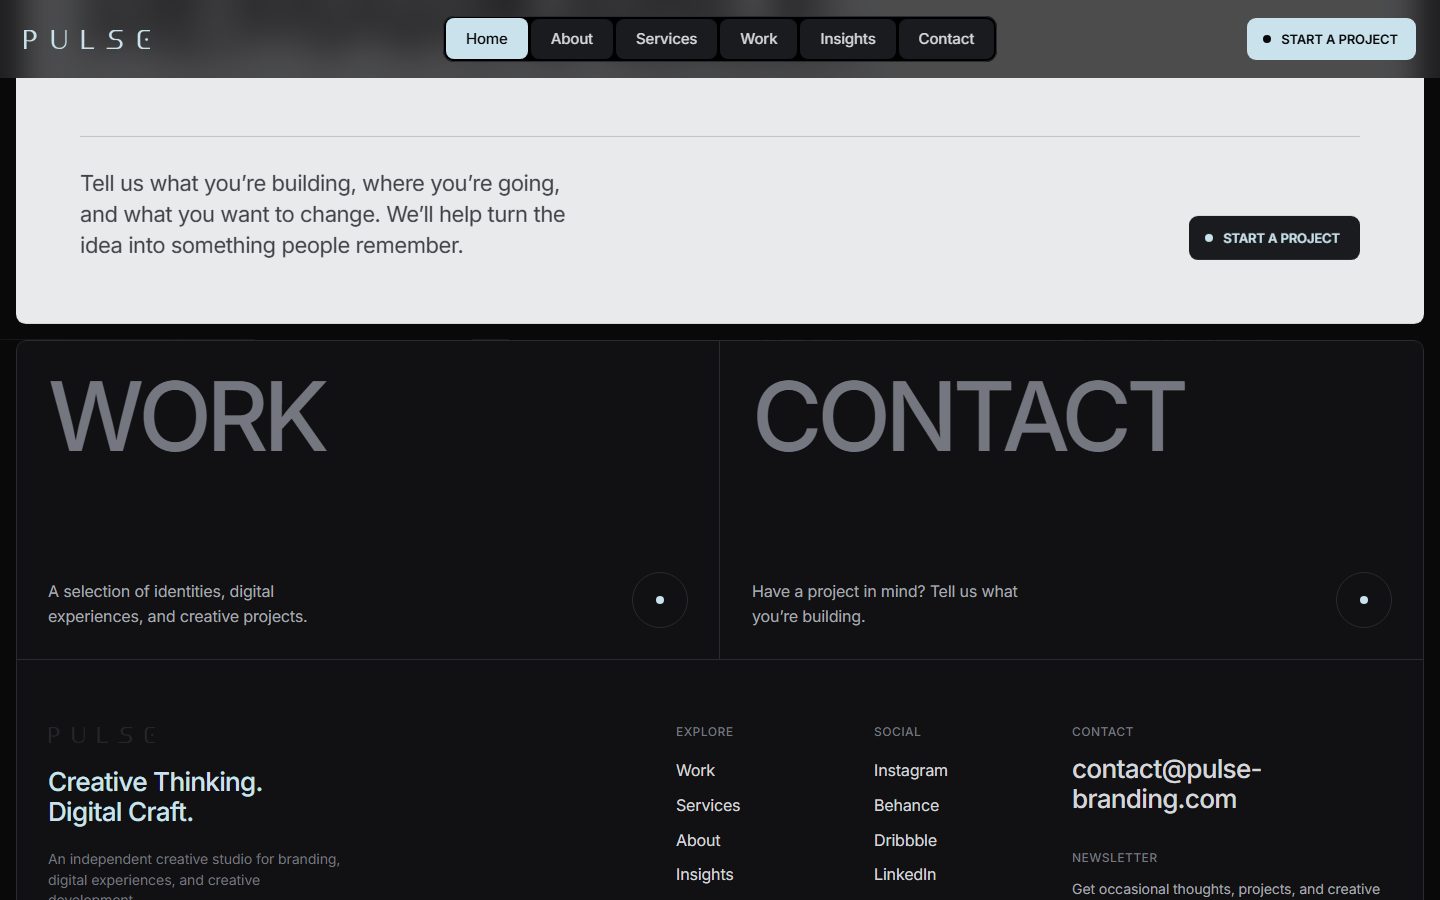 PULSE
Home
About
Services
Work
Insights
Contact
START A PROJECT
Tell us what you’re building, where you’re going,
and what you want to change. We’ll help turn the
idea into something people remember.
START A PROJECT
WORK
CONTACT
A selection of identities, digital
experiences, and creative projects.
Have a project in mind? Tell us what
you’re building.
PULSE
Creative Thinking.
Digital Craft.
An independent creative studio for branding,
digital experiences, and creative
development.
EXPLORE
Work
Services
About
Insights
SOCIAL
Instagram
Behance
Dribbble
LinkedIn
CONTACT
contact@pulse-
branding.com
NEWSLETTER
Get occasional thoughts, projects, and creative